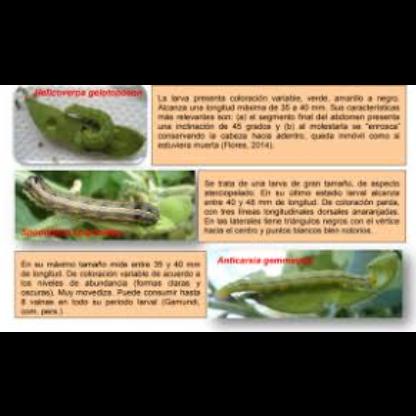 Helicoverpa gelotopoeon
La larva presenta coloración variable, verde, amarillo a negro.
Alcanza una longitud máxima de 35 a 40 mm. Sus características
más relevantes son: (a) el segmento final del abdomen presenta
una inclinación de 45 grados y (b) al molestarla se "enrosca"
conservando la cabeza hacia adentro, queda inmóvil como si
estuviera muerta (Flores, 2014).
Se trata de una larva de gran tamaño, de aspecto
aterciopelado. En su último estadio larval alcanza
entre 40 y 48 mm de longitud. De coloración parda,
con tres líneas longitudinales dorsales anaranjadas.
En las laterales tiene triángulos negros con el vértice
hacia el centro y puntos blancos bien notorios.
En su máximo tamaño mide entre 35 y 40 mm
de longitud. De coloración variable de acuerdo a
los niveles de abundancia (formas claras y
oscuras). Muy movediza. Puede consumir hasta
8 vainas en todo su periodo larval (Gamundi,
com. pers.).
Anticarsia gemmatalis